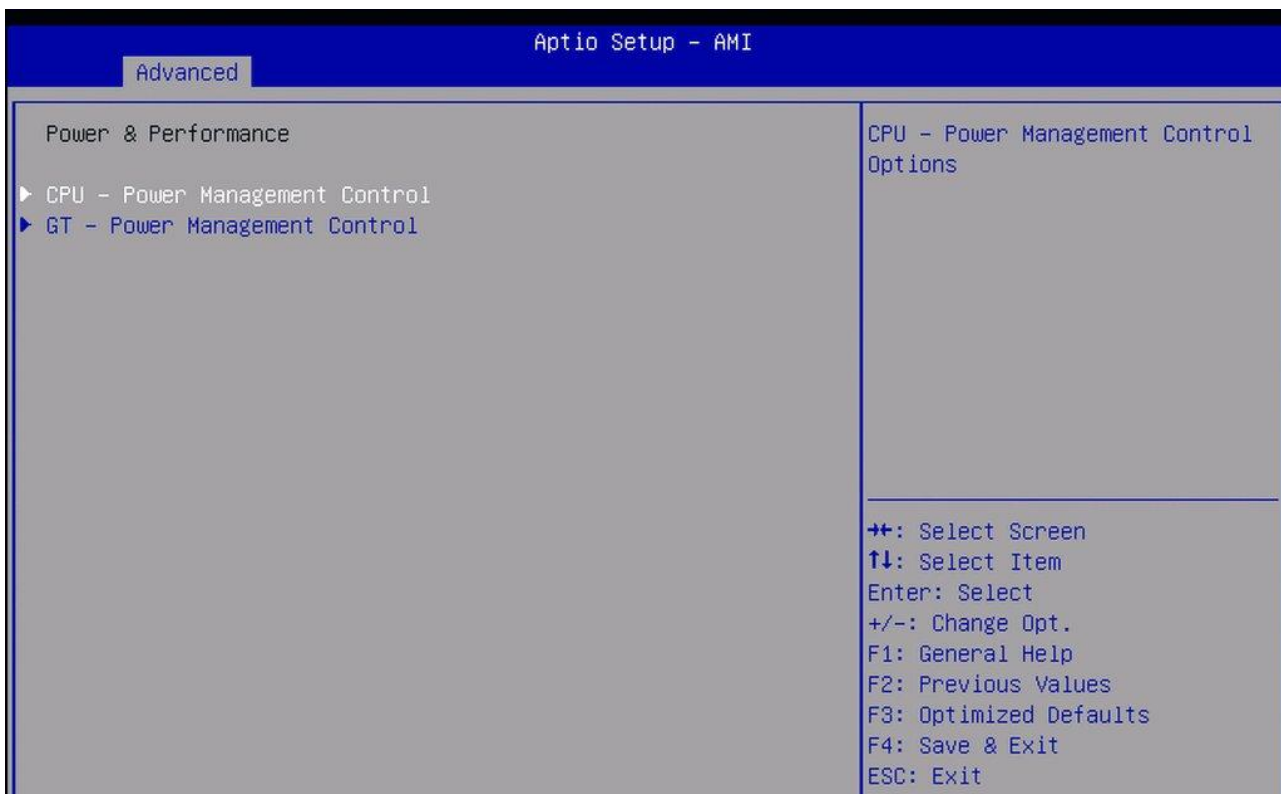 Aptio Setup - AMI
Advanced
Power & Performance
▶ CPU - Power Management Control
▶ GT - Power Management Control
CPU - Power Management Control
Options
→←: Select Screen
↑↓: Select Item
Enter: Select
+/-: Change Opt.
F1: General Help
F2: Previous Values
F3: Optimized Defaults
F4: Save & Exit
ESC: Exit